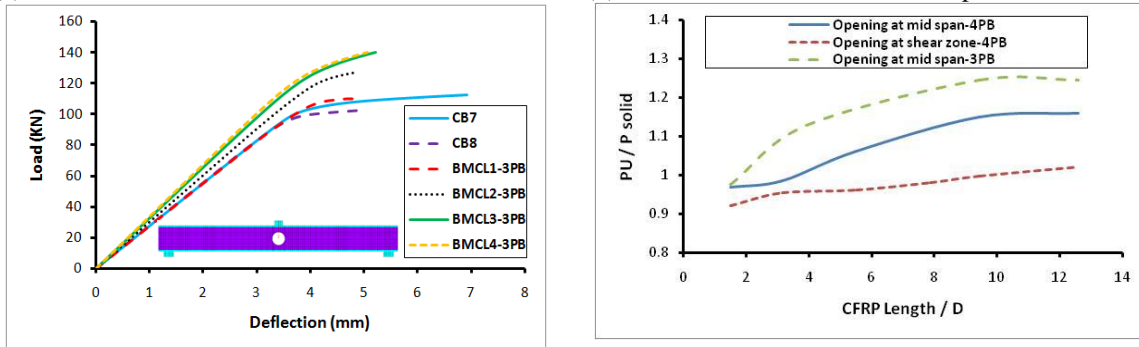 160
140
120
100
80
60
40
20
0
Load (KN)
CB7
CB8
BMCL1-3PB
BMCL2-3PB
BMCL3-3PB
BMCL4-3PB
0 1 2 3 4 5 6 7 8
Deflection (mm)
1.4
1.3
1.2
1.1
1
0.9
0.8
PU / P solid
Opening at mid span-4PB
Opening at shear zone-4PB
Opening at mid span-3PB
0 2 4 6 8 10 12 14
CFRP Length / D